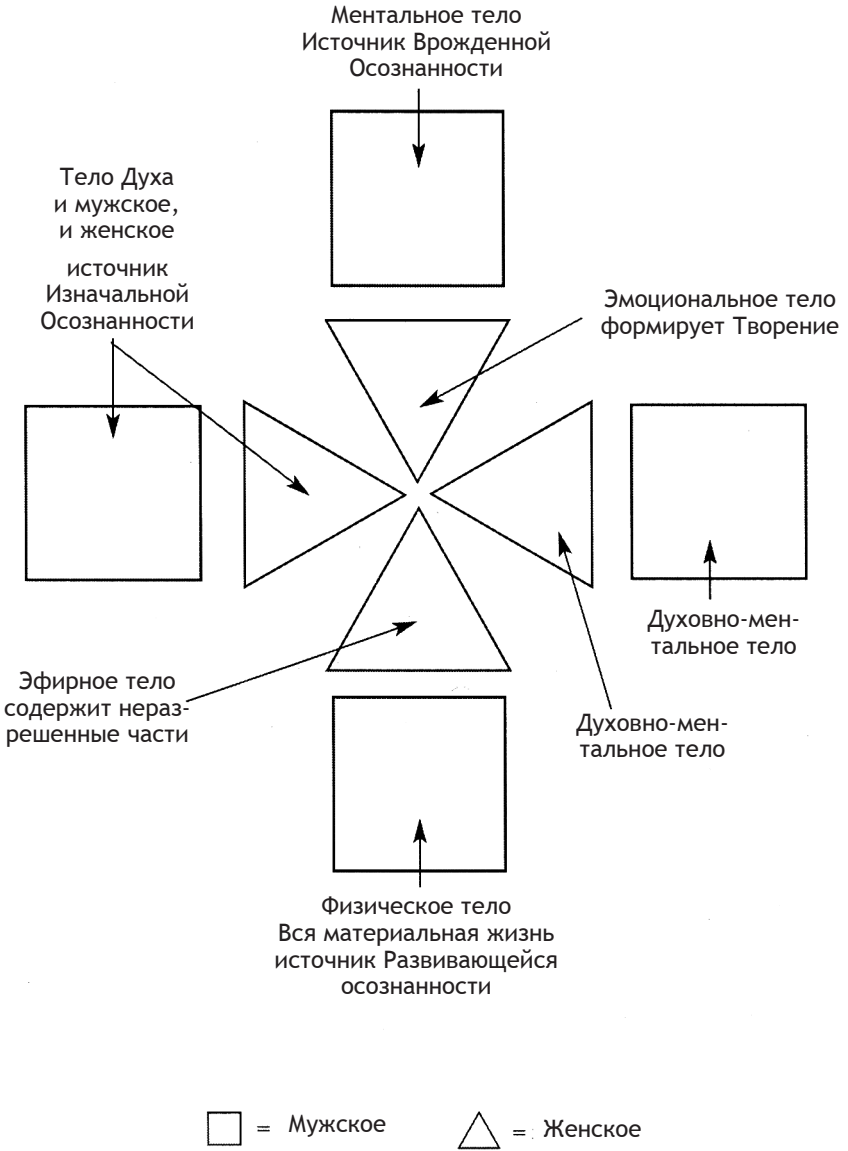 Ментальное тело
Источник Врожденной
Осознанности
Тело Духа
и мужское,
и женское
источник
Изначальной
Осознанности
Эмоциональное тело
формирует Творение
Духовно-мен-
тальное тело
Эфирное тело
содержит нераз-
решенные части
Духовно-мен-
тальное тело
Физическое тело
Вся материальная жизнь
источник Развивающейся
осознанности
= Мужское
= Женское